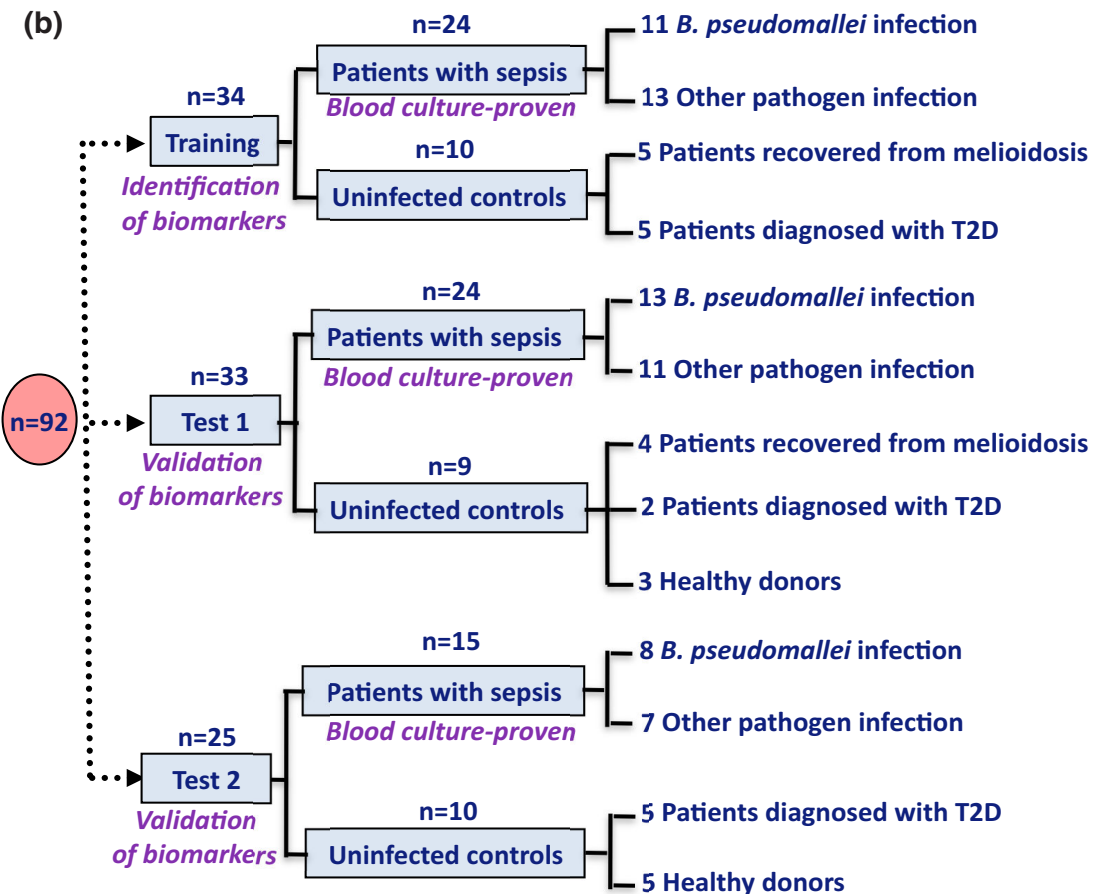 (b)
n=92
n=34
Training
Identification
of biomarkers
n=24
Patients with sepsis
Blood culture-proven
11 B. pseudomallei infection
13 Other pathogen infection
n=10
Uninfected controls
5 Patients recovered from melioidosis
5 Patients diagnosed with T2D
n=33
Test 1
Validation
of biomarkers
n=24
Patients with sepsis
Blood culture-proven
13 B. pseudomallei infection
11 Other pathogen infection
n=9
Uninfected controls
4 Patients recovered from melioidosis
2 Patients diagnosed with T2D
3 Healthy donors
n=25
Test 2
Validation
of biomarkers
n=15
Patients with sepsis
Blood culture-proven
8 B. pseudomallei infection
7 Other pathogen infection
n=10
Uninfected controls
5 Patients diagnosed with T2D
5 Healthy donors